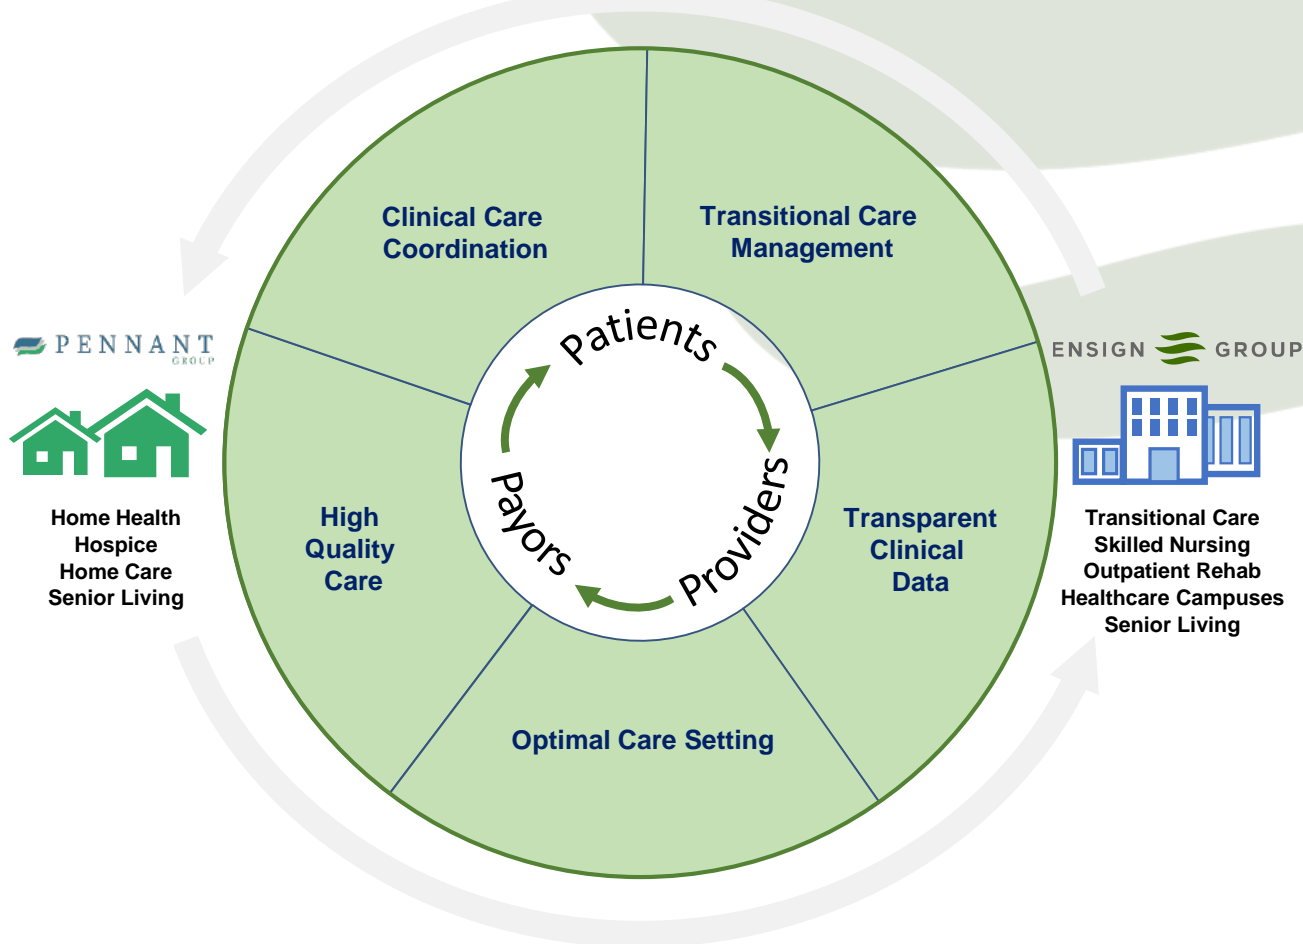 Clinical Care
Coordination
Transitional Care
Management
Patients
Providers
Payors
PENNANT
GROUP
ENSIGN GROUP
High
Quality
Care
Transparent
Clinical
Data
Home Health
Hospice
Home Care
Senior Living
Transitional Care
Skilled Nursing
Outpatient Rehab
Healthcare Campuses
Senior Living
Optimal Care Setting